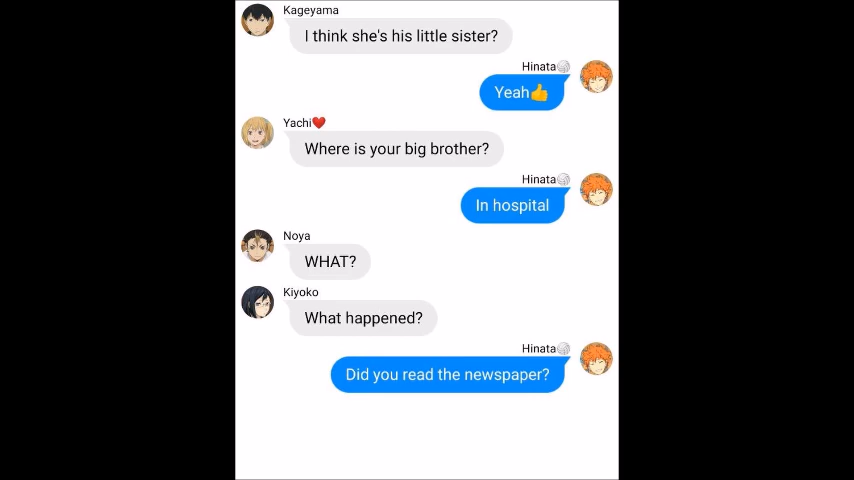 Kageyama
I think she's his little sister?
Hinata🏐
Yeah👍
Yachi❤️
Where is your big brother?
Hinata🏐
In hospital
Noya
WHAT?
Kiyoko
What happened?
Hinata🏐
Did you read the newspaper?